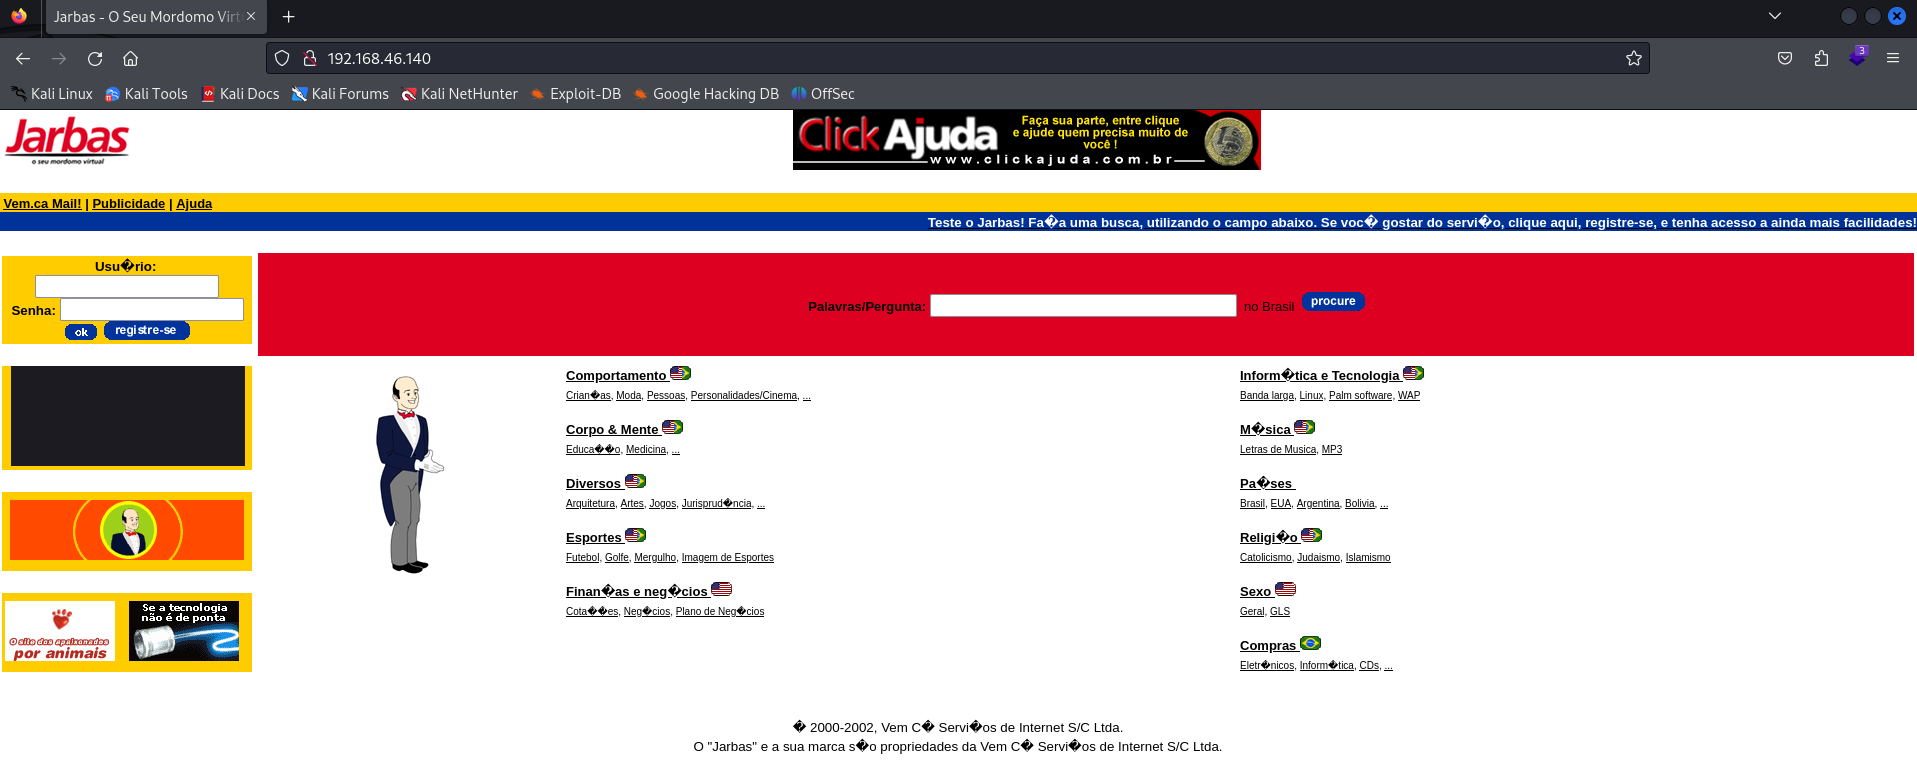 Jarbas - O Seu Mordomo Virt
192.168.46.140
3
Kali Linux Kali Tools Kali Docs Kali Forums Kali NetHunter Exploit-DB Google Hacking DB OffSec
Jarbas
o seu mordomo virtual
ClickAjuda
Faça sua parte, entre clique
e ajude quem precisa muito de
você !
www.clickajuda.com.br
Vem.ca Mail! | Publicidade | Ajuda
Teste o Jarbas! Fa�a uma busca, utilizando o campo abaixo. Se voc� gostar do servi�o, clique aqui, registre-se, e tenha acesso a ainda mais facilidades!
Usu�rio:
Senha:
ok registre-se
Palavras/Pergunta: no Brasil procure
Comportamento
Crian�as, Moda, Pessoas, Personalidades/Cinema, ...
Corpo & Mente
Educa��o, Medicina, ...
Diversos
Arquitetura, Artes, Jogos, Jurisprud�ncia, ...
Esportes
Futebol, Golfe, Mergulho, Imagem de Esportes
Finan�as e neg�cios
Cota��es, Neg�cios, Plano de Neg�cios
Inform�tica e Tecnologia
Banda larga, Linux, Palm software, WAP
M�sica
Letras de Musica, MP3
Pa�ses
Brasil, EUA, Argentina, Bolivia, ...
Religi�o
Catolicismo, Judaismo, Islamismo
Sexo
Geral, GLS
Compras
Eletr�nicos, Inform�tica, CDs, ...
O site dos apaixonados
por animais
Se a tecnologia
não é de ponta
� 2000-2002, Vem C� Servi�os de Internet S/C Ltda.
O "Jarbas" e a sua marca s�o propriedades da Vem C� Servi�os de Internet S/C Ltda.